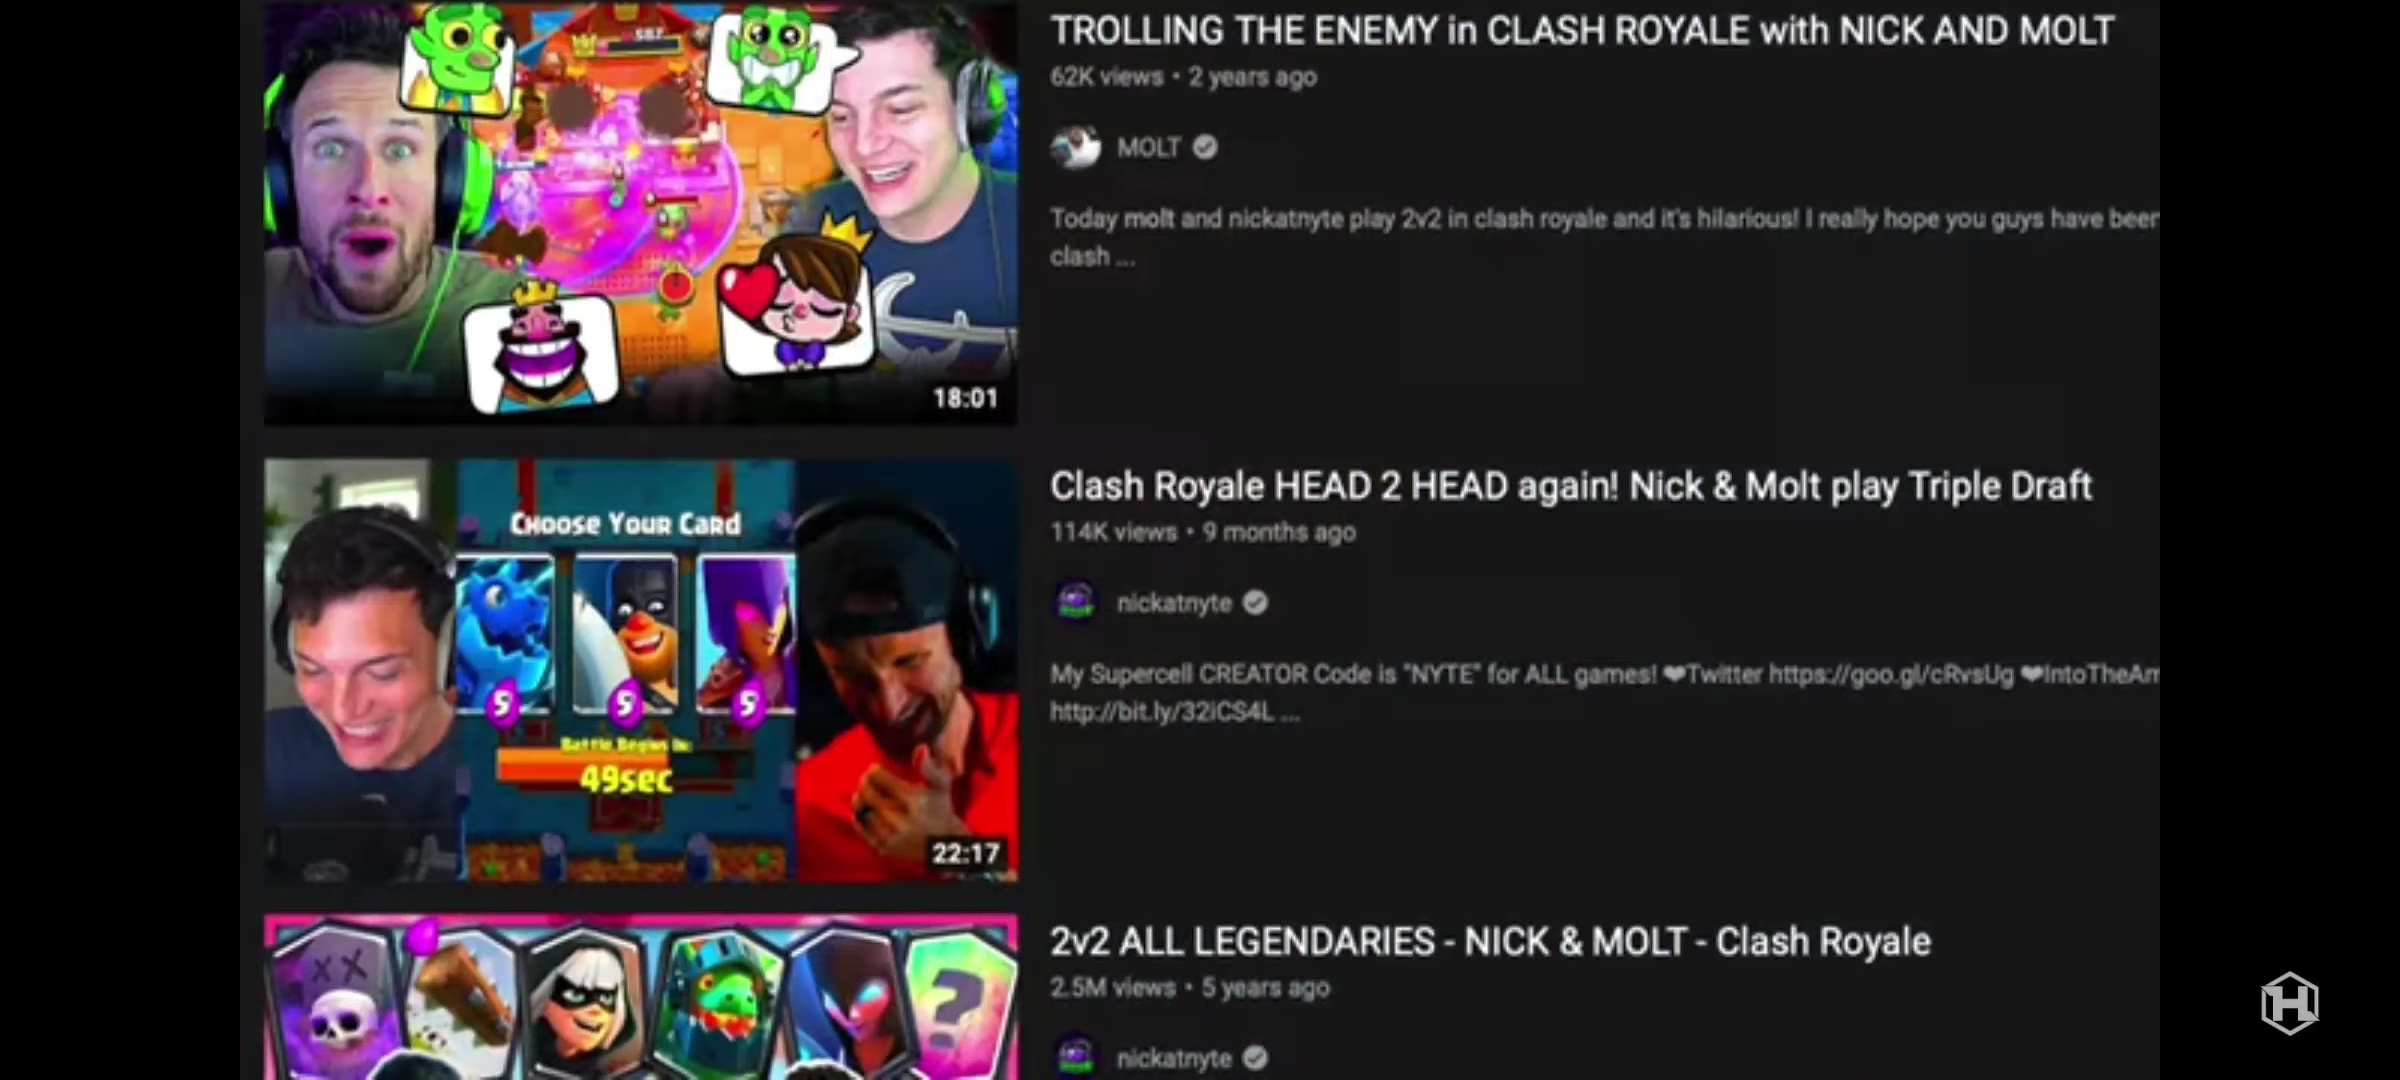 TROLLING THE ENEMY in CLASH ROYALE with NICK AND MOLT
62K views • 2 years ago
MOLT
Today molt and nickatnyte play 2v2 in clash royale and it's hilarious! I really hope you guys have been
clash ...
587
18:01
Clash Royale HEAD 2 HEAD again! Nick & Molt play Triple Draft
114K views • 9 months ago
nickatnyte
My Supercell CREATOR Code is "NYTE" for ALL games! ❤Twitter https://goo.gl/cRvsUg ❤IntoTheAm
http://bit.ly/32iCS4L ...
Choose Your Card
5 5 5
Battle Begins in:
49sec
22:17
2v2 ALL LEGENDARIES - NICK & MOLT - Clash Royale
2.5M views • 5 years ago
nickatnyte
?
H